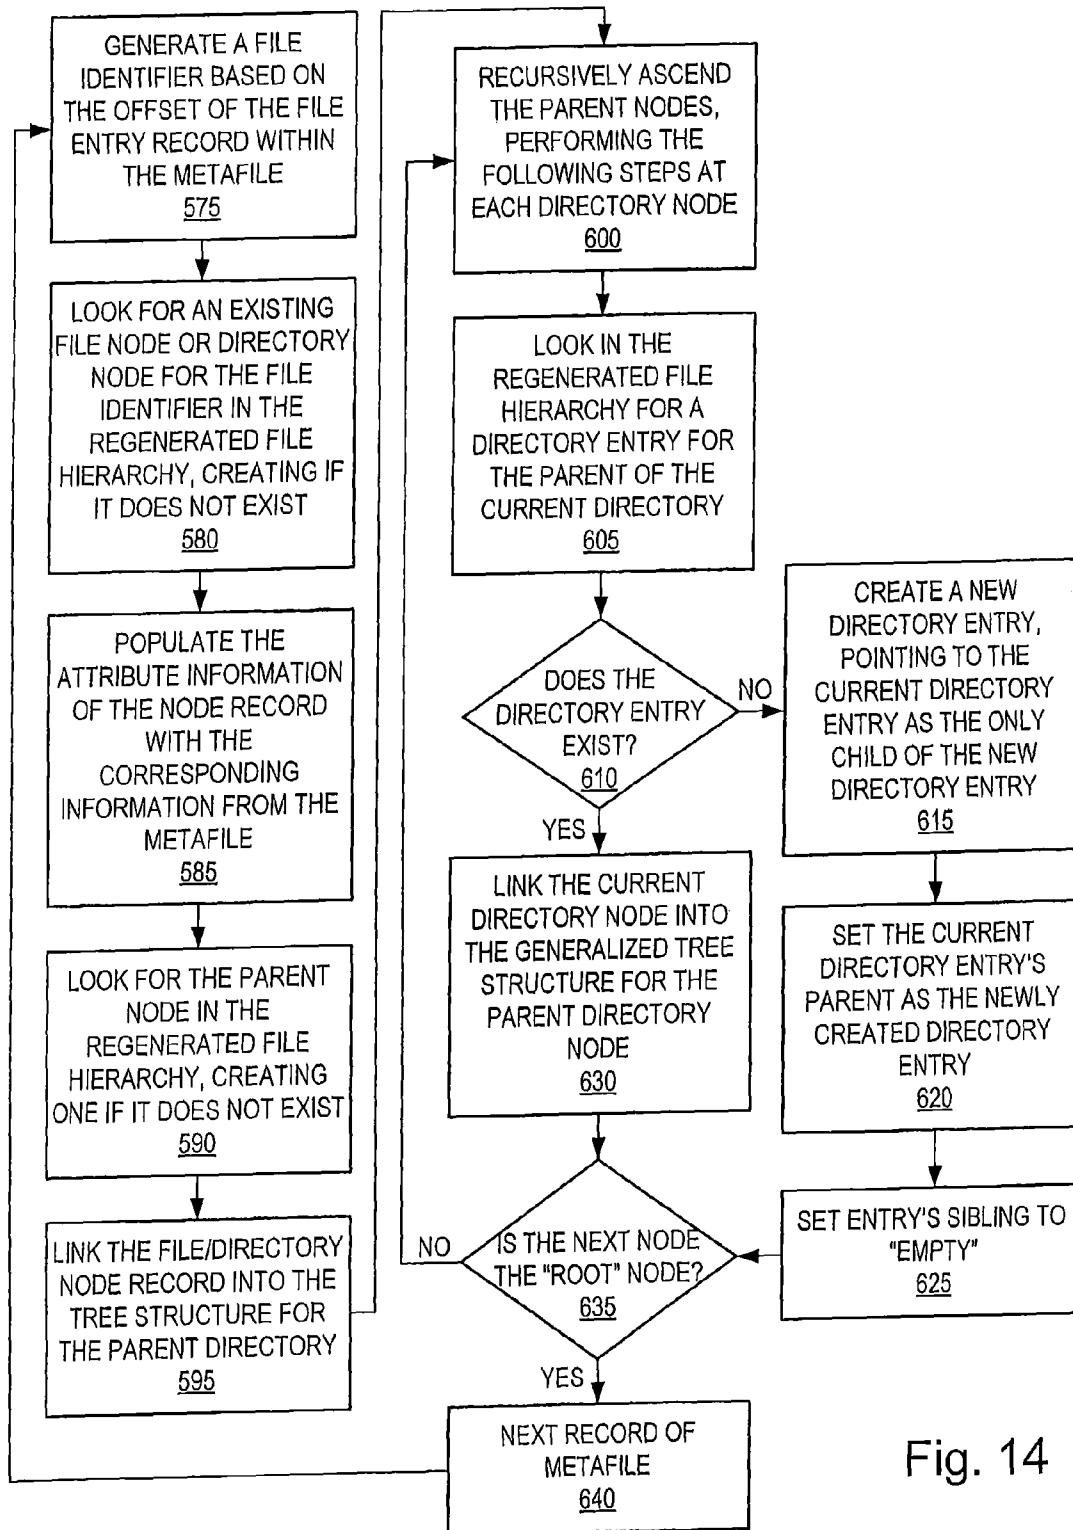 GENERATE A FILE
IDENTIFIER BASED ON
THE OFFSET OF THE FILE
ENTRY RECORD WITHIN
THE METAFILE
575
LOOK FOR AN EXISTING
FILE NODE OR DIRECTORY
NODE FOR THE FILE
IDENTIFIER IN THE
REGENERATED FILE
HIERARCHY, CREATING IF
IT DOES NOT EXIST
580
POPULATE THE
ATTRIBUTE INFORMATION
OF THE NODE RECORD
WITH THE
CORRESPONDING
INFORMATION FROM THE
METAFILE
585
LOOK FOR THE PARENT
NODE IN THE
REGENERATED FILE
HIERARCHY, CREATING
ONE IF IT DOES NOT EXIST
590
LINK THE FILE/DIRECTORY
NODE RECORD INTO THE
TREE STRUCTURE FOR
THE PARENT DIRECTORY
595
RECURSIVELY ASCEND
THE PARENT NODES,
PERFORMING THE
FOLLOWING STEPS AT
EACH DIRECTORY NODE
600
LOOK IN THE
REGENERATED FILE
HIERARCHY FOR A
DIRECTORY ENTRY FOR
THE PARENT OF THE
CURRENT DIRECTORY
605
DOES THE
DIRECTORY ENTRY
EXIST?
610
NO
YES
CREATE A NEW
DIRECTORY ENTRY,
POINTING TO THE
CURRENT DIRECTORY
ENTRY AS THE ONLY
CHILD OF THE NEW
DIRECTORY ENTRY
615
SET THE CURRENT
DIRECTORY ENTRY'S
PARENT AS THE NEWLY
CREATED DIRECTORY
ENTRY
620
SET ENTRY'S SIBLING TO
"EMPTY"
625
LINK THE CURRENT
DIRECTORY NODE INTO
THE GENERALIZED TREE
STRUCTURE FOR THE
PARENT DIRECTORY
NODE
630
IS THE NEXT NODE
THE "ROOT" NODE?
635
NO
YES
NEXT RECORD OF
METAFILE
640
Fig. 14